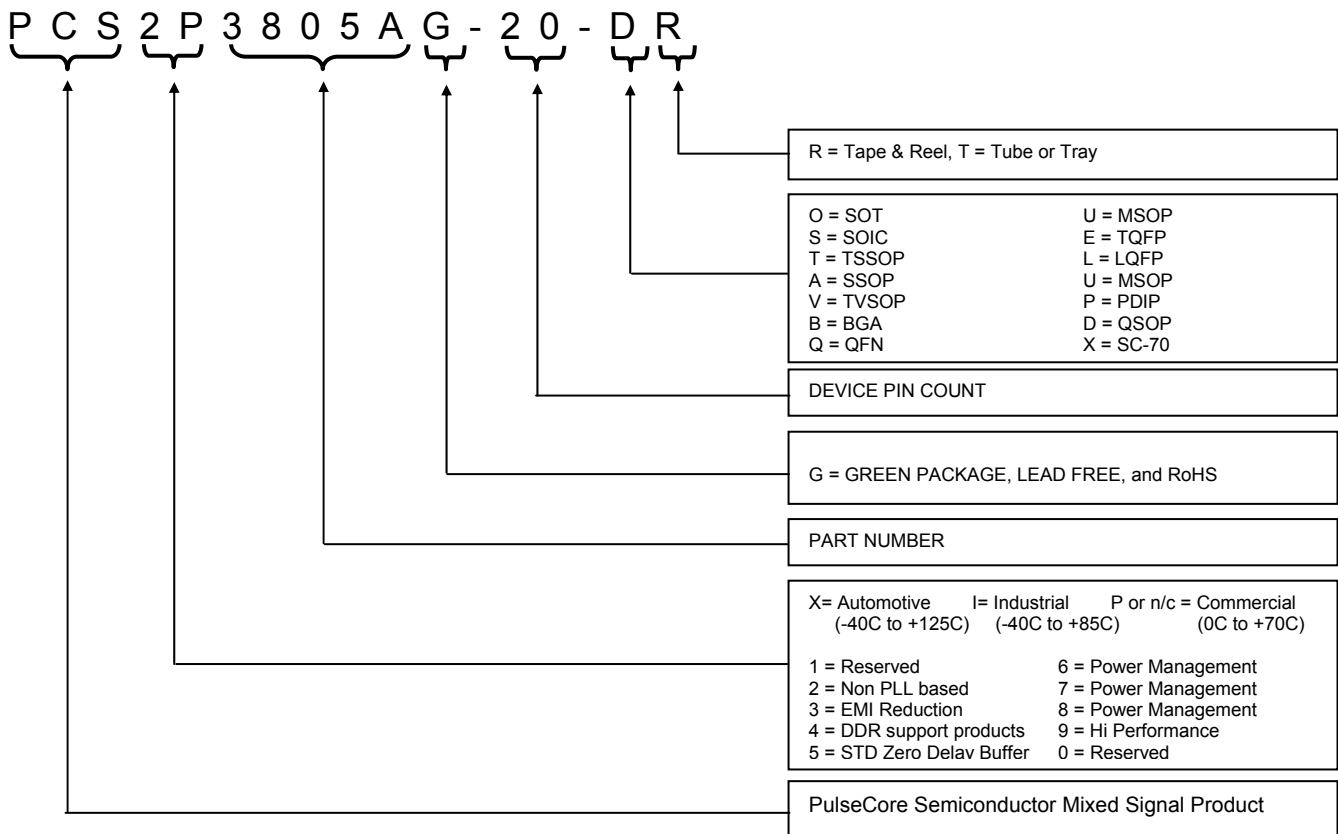 P C S 2 P 3 8 0 5 A G - 2 0 - D R
R = Tape & Reel, T = Tube or Tray
O = SOT U = MSOP
S = SOIC E = TQFP
T = TSSOP L = LQFP
A = SSOP U = MSOP
V = TVSOP P = PDIP
B = BGA D = QSOP
Q = QFN X = SC-70
DEVICE PIN COUNT
G = GREEN PACKAGE, LEAD FREE, and RoHS
PART NUMBER
X= Automotive I= Industrial P or n/c = Commercial
(-40C to +125C) (-40C to +85C) (0C to +70C)
1 = Reserved 6 = Power Management
2 = Non PLL based 7 = Power Management
3 = EMI Reduction 8 = Power Management
4 = DDR support products 9 = Hi Performance
5 = STD Zero Delay Buffer 0 = Reserved
PulseCore Semiconductor Mixed Signal Product